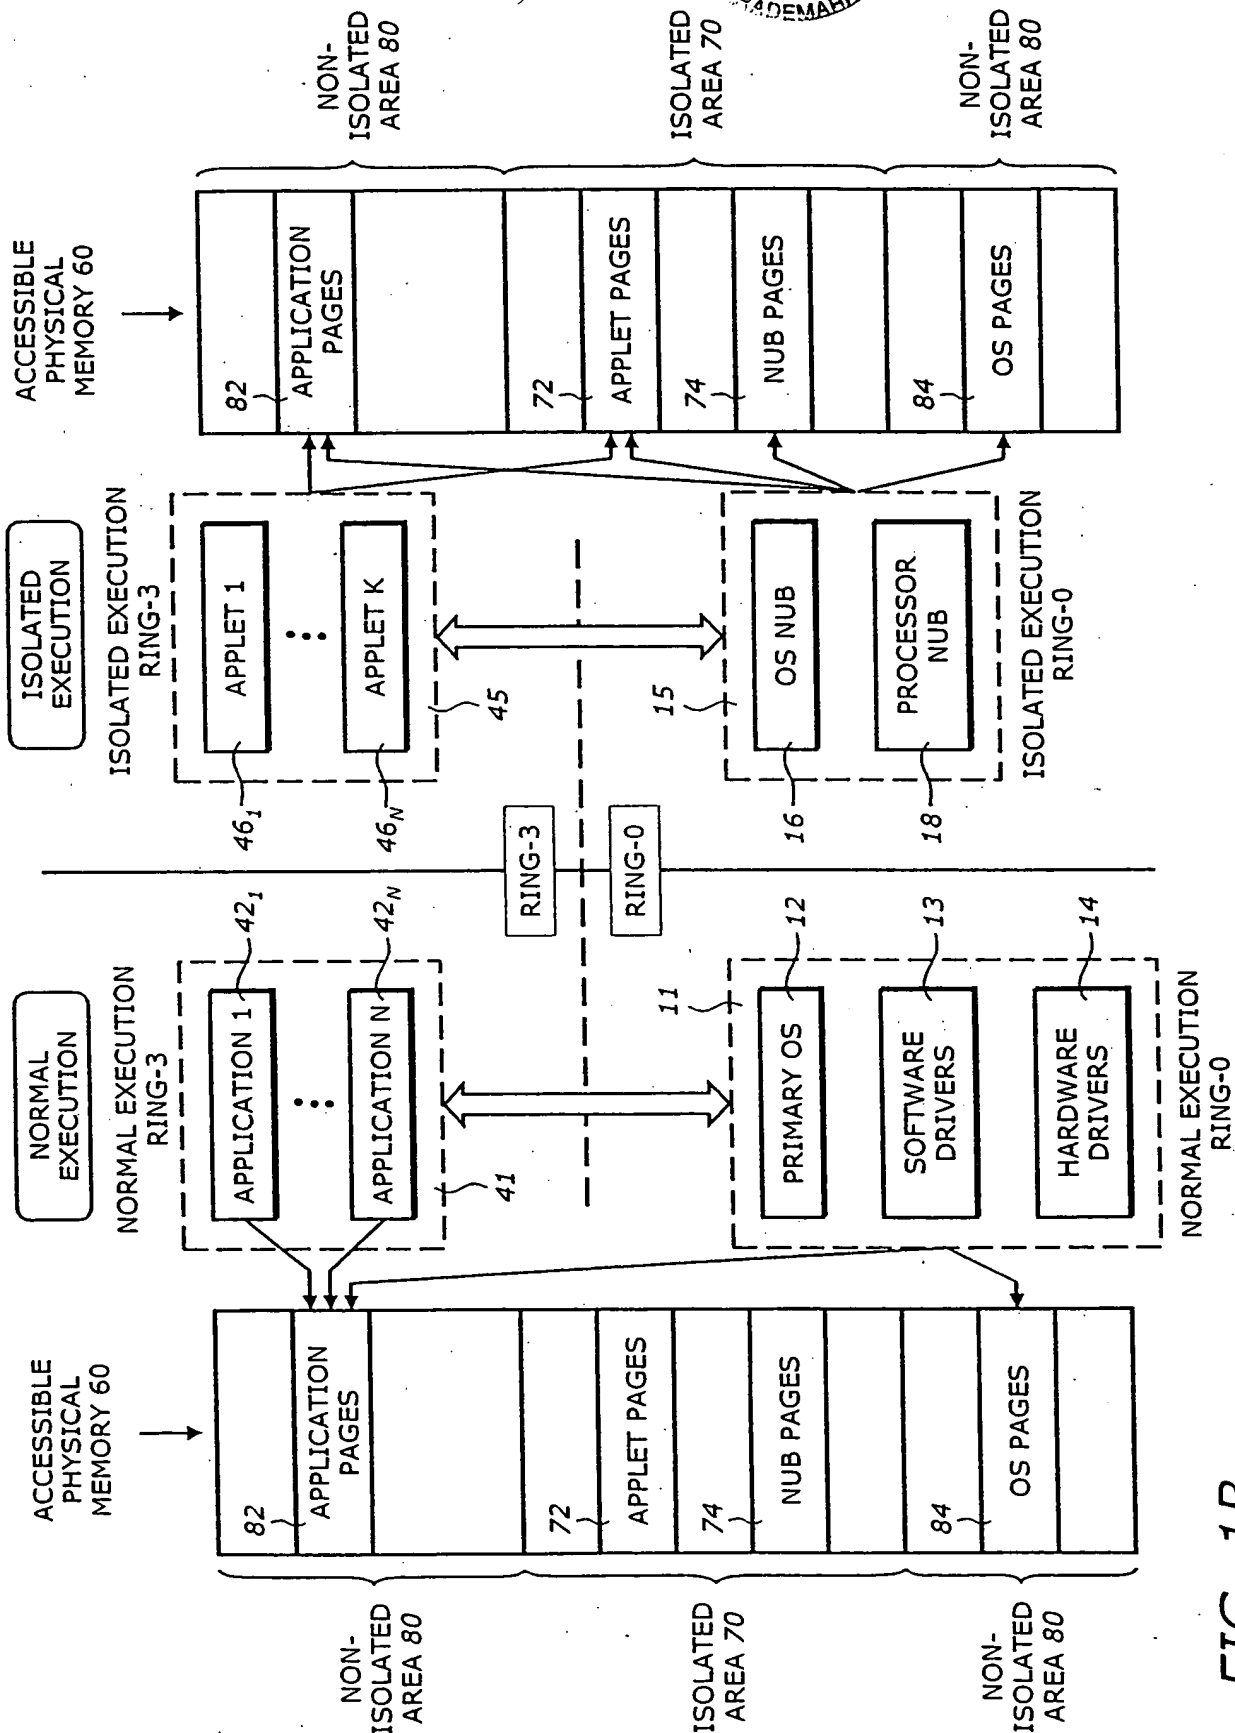 ACCESSIBLE
PHYSICAL
MEMORY 60
NORMAL
EXECUTION
ISOLATED
EXECUTION
ACCESSIBLE
PHYSICAL
MEMORY 60
NORMAL EXECUTION
RING-3
ISOLATED EXECUTION
RING-3
NON-
ISOLATED
AREA 80
82
APPLICATION
PAGES
APPLICATION 1
42₁
46₁
APPLET 1
82
APPLICATION
PAGES
NON-
ISOLATED
AREA 80
APPLICATION N
42N
46N
APPLET K
41
45
RING-3
RING-0
ISOLATED
AREA 70
72
APPLET PAGES
74
NUB PAGES
72
APPLET PAGES
74
NUB PAGES
ISOLATED
AREA 70
11
PRIMARY OS
12
15
16
OS NUB
SOFTWARE
DRIVERS
13
18
PROCESSOR
NUB
HARDWARE
DRIVERS
14
NON-
ISOLATED
AREA 80
84
OS PAGES
84
OS PAGES
NON-
ISOLATED
AREA 80
NORMAL EXECUTION
RING-0
ISOLATED EXECUTION
RING-0